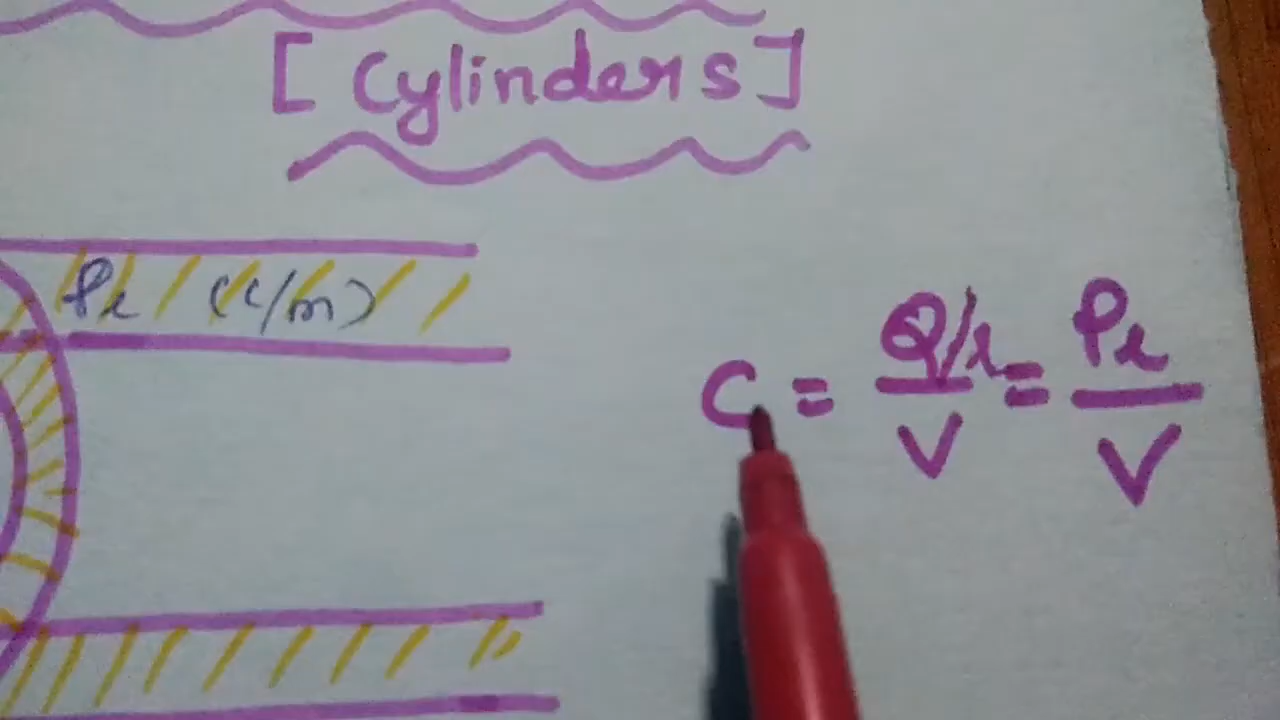 [Cylinders]
ρℓ (c/m)
C = Q/l / V = ρℓ / V